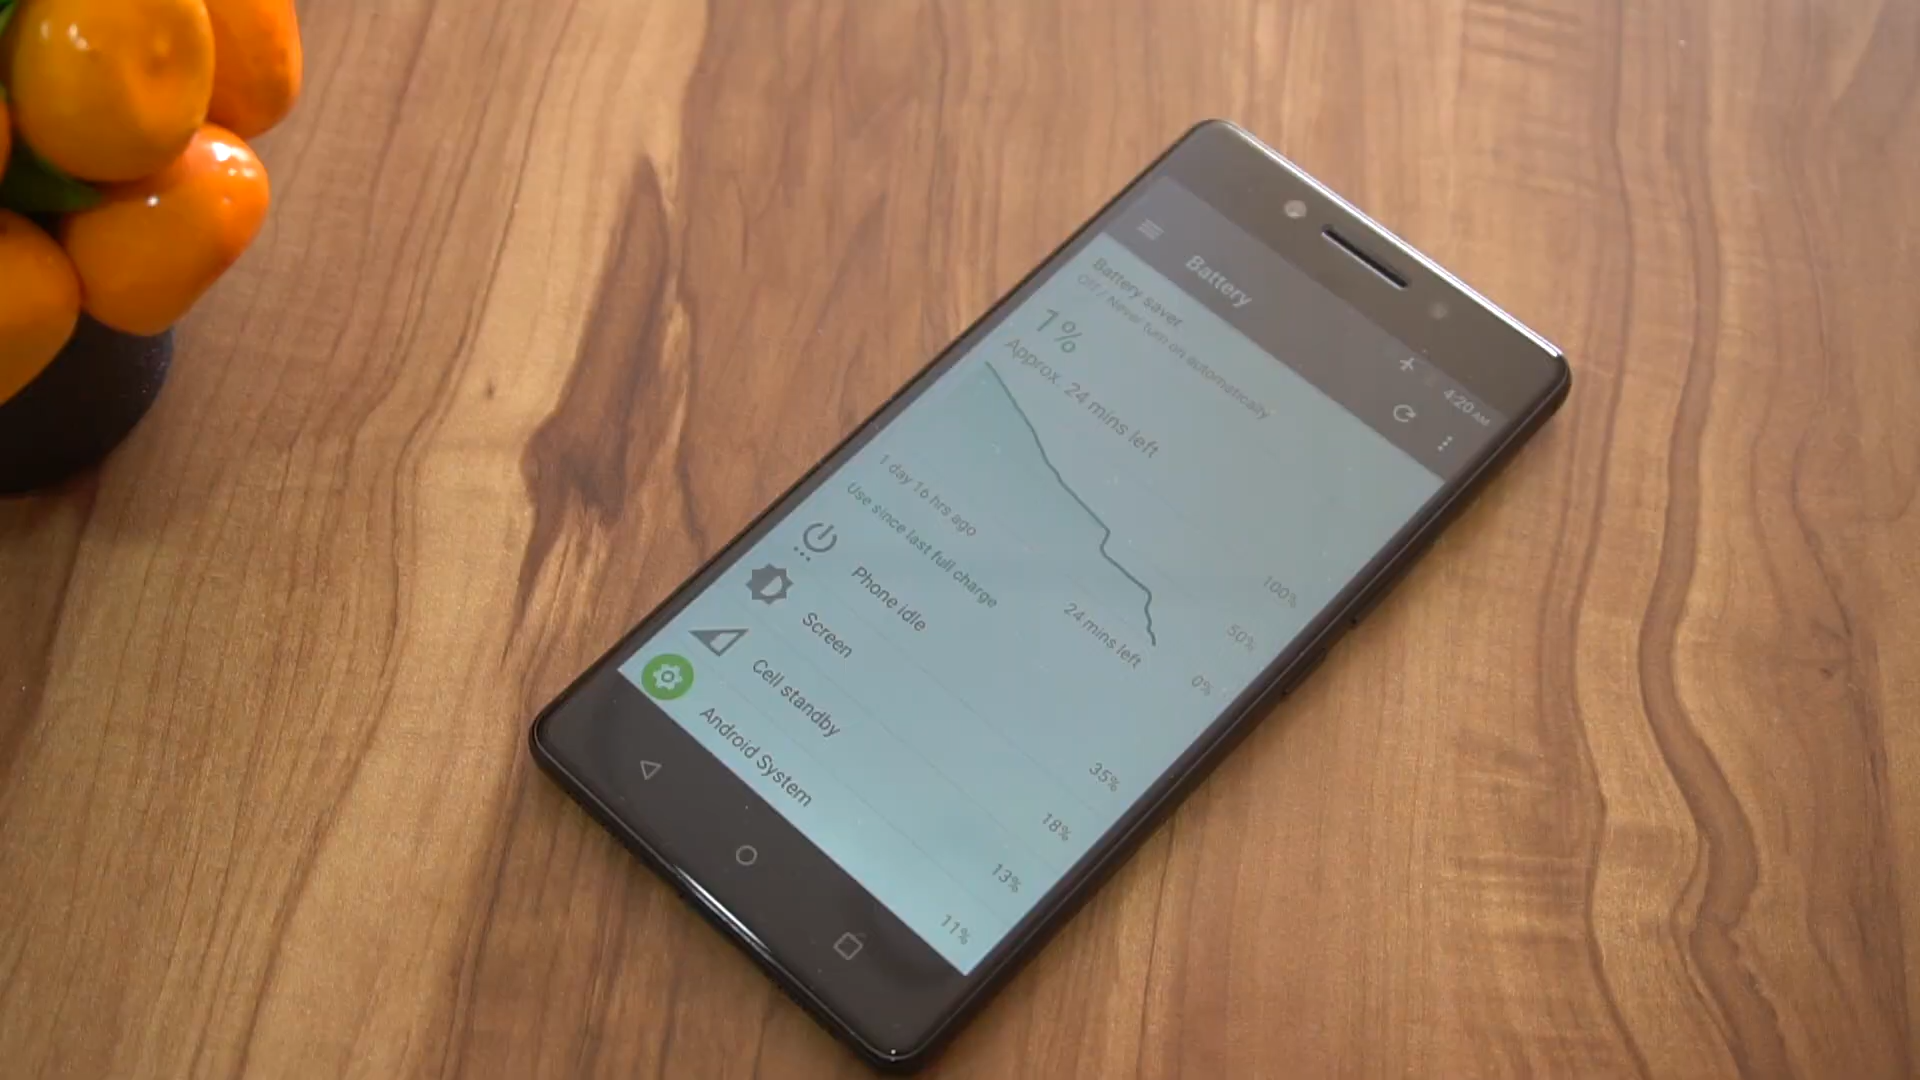 4:20 AM
Battery
Battery saver
Off / Never turn on automatically
1%
Approx. 24 mins left
100%
50%
0%
1 day 16 hrs ago
24 mins left
Use since last full charge
Phone idle
35%
Screen
18%
Cell standby
13%
Android System
11%